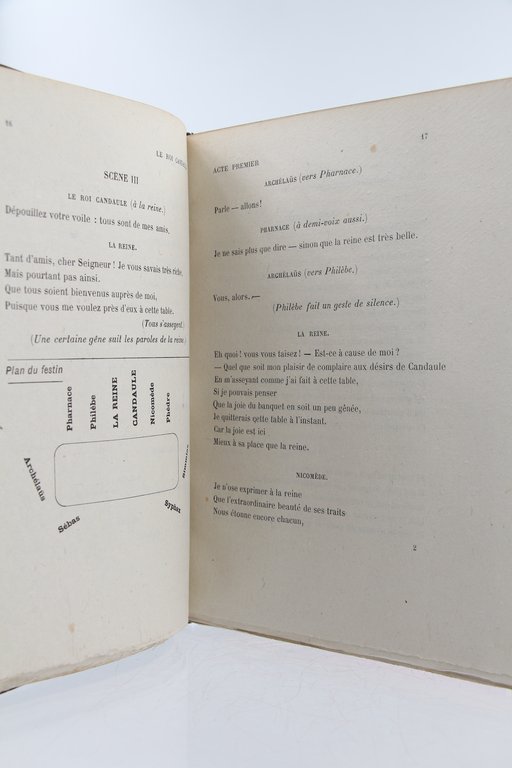 16
LE ROI CANDAULE
SCÈNE III
LE ROI CANDAULE (à la reine.)
Dépouillez votre voile : tous sont de mes amis.
LA REINE.
Tant d'amis, cher Seigneur ! Je vous savais très riche,
Mais pourtant pas ainsi.
Que tous soient bienvenus auprès de moi,
Puisque vous me voulez près d'eux à cette table.
(Tous s'asseyent.)
(Une certaine gêne suit les paroles de la reine)
Plan du festin
Pharnace
Philèbe
LA REINE
CANDAULE
Nicomède
Phèdre
Archélaüs
Sébas
Syphax
17
ACTE PREMIER
ARCHÉLAÜS (vers Pharnace.)
Parle — allons !
PHARNACE (à demi-voix aussi.)
Je ne sais plus que dire — sinon que la reine est très belle.
ARCHÉLAÜS (vers Philèbe.)
Vous, alors. —
(Philèbe fait un geste de silence.)
LA REINE.
Eh quoi ! vous vous taisez ! — Est-ce à cause de moi ?
— Quel que soit mon plaisir de complaire aux désirs de Candaule
En m'asseyant comme j'ai fait à cette table,
Si je pouvais penser
Que la joie du banquet en soit un peu gênée,
Je quitterais cette table à l'instant.
Car la joie est ici
Mieux à sa place que la reine.
NICOMÈDE.
Je n'ose exprimer à la reine
Que l'extraordinaire beauté de ses traits
Nous étonne encore chacun,
2